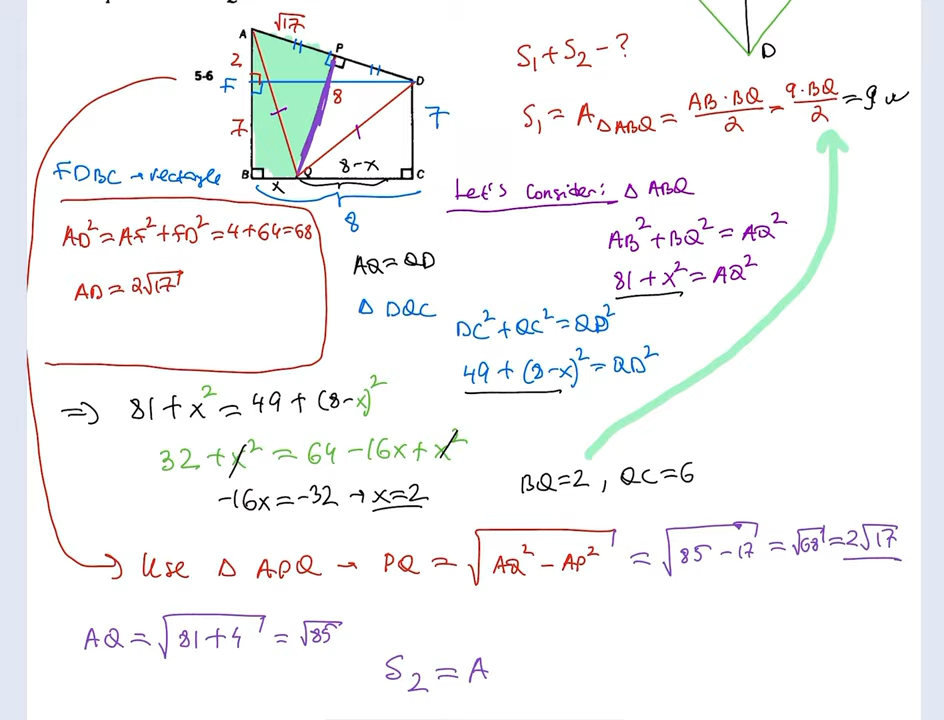 A
√17
P
2
5-6
F
D
8
7
7
B
x
Q
8-x
C
8
D
S₁+S₂-?
S₁ = A△ABQ = AB·BQ/2 = 9·BQ/2 = 9
FDBC → rectangle
AD² = AF² + FD² = 4+64=68
AD = 2√17
AQ = QD
△ DQC
Let's Consider: △ ABQ
AB² + BQ² = AQ²
81 + x² = AQ²
DC² + QC² = QD²
49 + (8-x)² = QD²
=> 81 + x² = 49 + (8-x)²
32 + x² = 64 - 16x + x²
-16x = -32 → x=2
BQ=2 , QC=6
Use △ APQ → PQ = √AQ² - AP² = √85 - 17 = √68 = 2√17
AQ = √81+4 = √85
S₂ = A